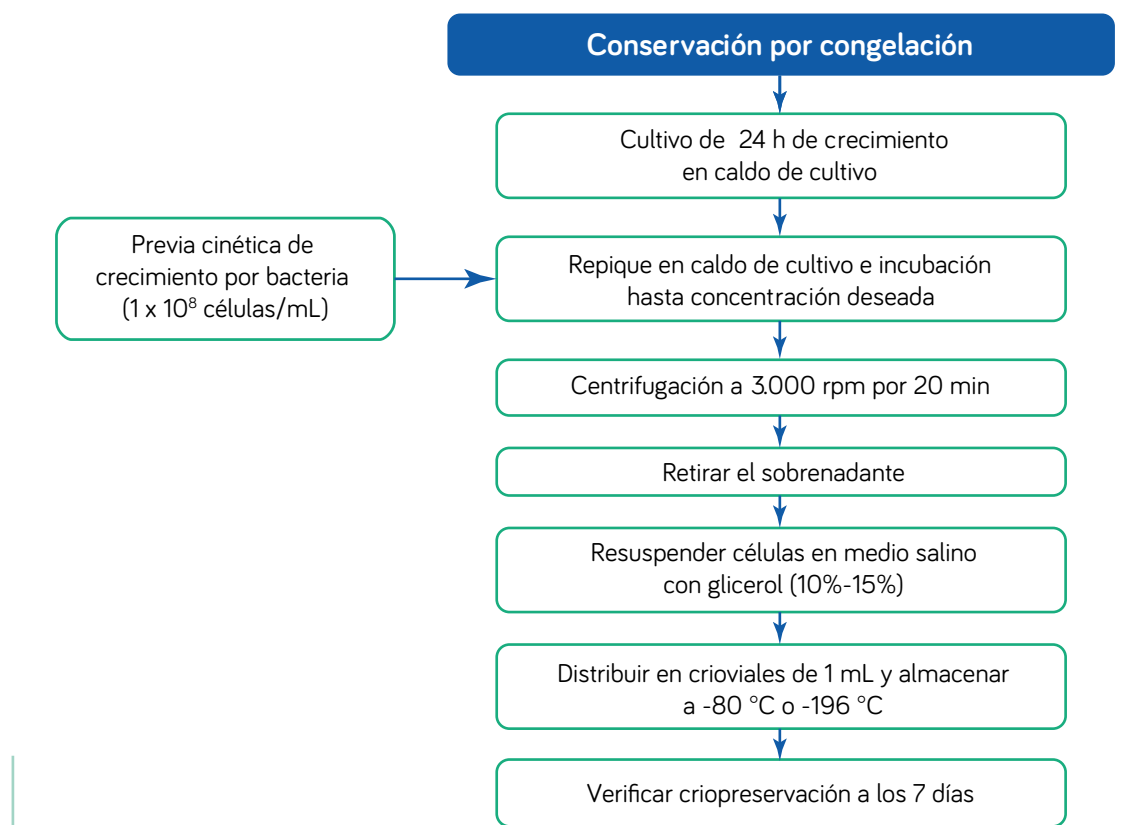 Conservación por congelación
Cultivo de 24 h de crecimiento
en caldo de cultivo
Previa cinética de
crecimiento por bacteria
(1 x 10⁸ células/mL)
Repique en caldo de cultivo e incubación
hasta concentración deseada
Centrifugación a 3.000 rpm por 20 min
Retirar el sobrenadante
Resuspender células en medio salino
con glicerol (10%-15%)
Distribuir en crioviales de 1 mL y almacenar
a -80 °C o -196 °C
Verificar criopreservación a los 7 días